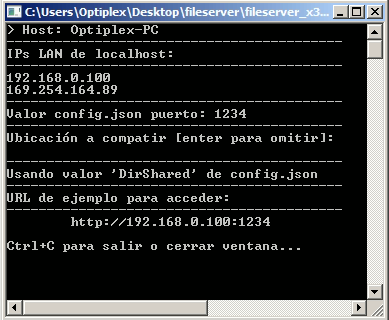 C:\Users\Optiplex\Desktop\fileserver\fileserver_x3...
> Host: Optiplex-PC
------------------------------------------
IPs LAN de localhost:
------------------------------------------
192.168.0.100
169.254.164.89
------------------------------------------
Valor config.json puerto: 1234
------------------------------------------
Ubicación a compatir [enter para omitir]:
------------------------------------------
Usando valor 'DirShared' de config.json
------------------------------------------
URL de ejemplo para acceder:
------------------------------------------
http://192.168.0.100:1234
Ctrl+C para salir o cerrar ventana...